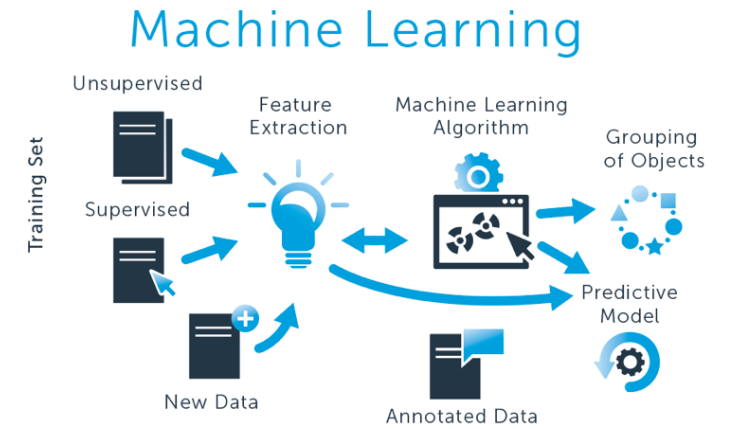 Machine Learning
Unsupervised
Feature
Extraction
Machine Learning
Algorithm
Grouping
of Objects
Training Set
Supervised
Predictive
Model
New Data
Annotated Data